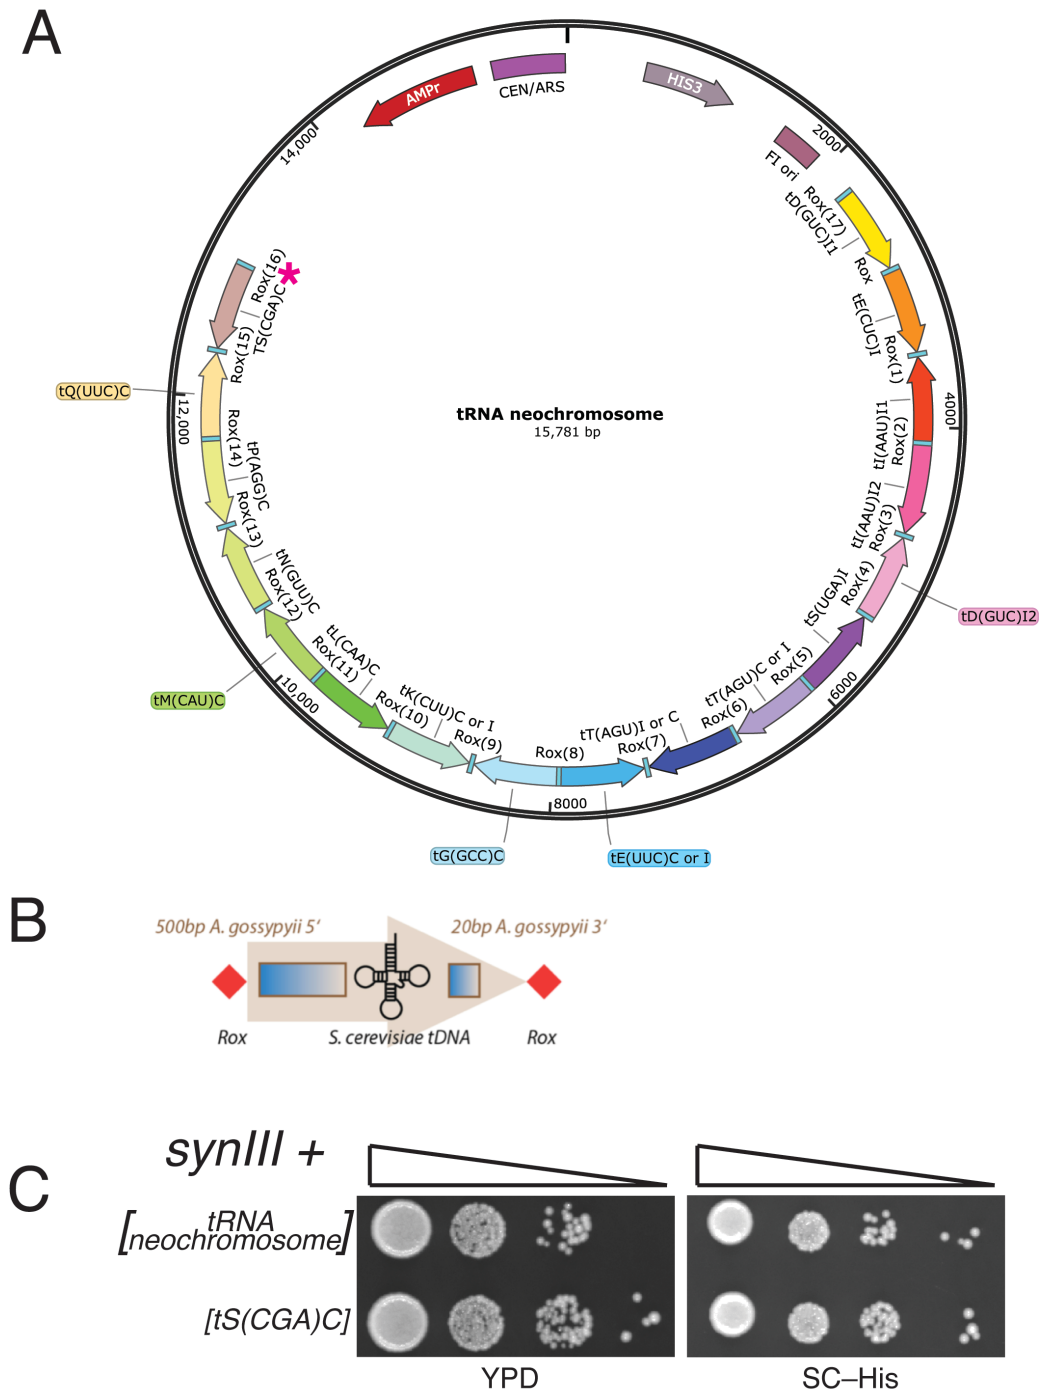 A
AMPr
CEN/ARS
HIS3
FI ori
2000
14,000
Rox(17)
tD(GUC)I1
Rox
tE(CUC)I
Rox(1)
tI(AAU)I1
Rox(2)
4000
tI(AAU)I2
Rox(3)
tD(GUC)I2
Rox(4)
tS(UGA)I
Rox(5)
6000
tT(AGU)C or I
Rox(6)
tT(AGU)I or C
Rox(7)
tE(UUC)C or I
Rox(8)
8000
tG(GCC)C
Rox(9)
tK(CUU)C or I
Rox(10)
10,000
tL(CAA)C
Rox(11)
tM(CAU)C
Rox(12)
tN(GUU)C
Rox(13)
tP(AGG)C
Rox(14)
12,000
tQ(UUC)C
Rox(15)
TS(CGA)C
*
Rox(16)
tRNA neochromosome
15,781 bp
B
500bp A. gossypyii 5‘
20bp A. gossypyii 3‘
Rox
S. cerevisiae tDNA
Rox
C
synIII +
[tRNA
neochromosome]
[tS(CGA)C]
YPD
SC–His